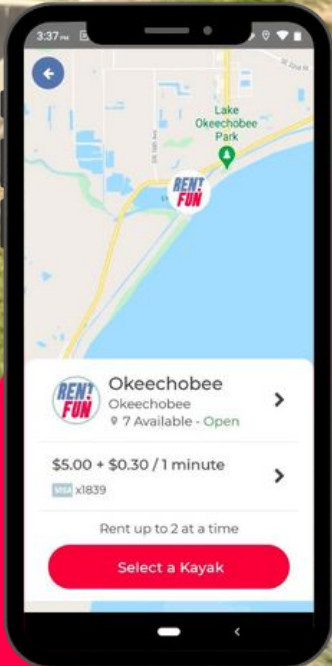 3:37 PM
Lake
Okeechobee
Park
RENT
FUN
RENT
FUN
Okeechobee
Okeechobee
7 Available - Open
$5.00 + $0.30 / 1 minute
VISA x1839
Rent up to 2 at a time
Select a Kayak